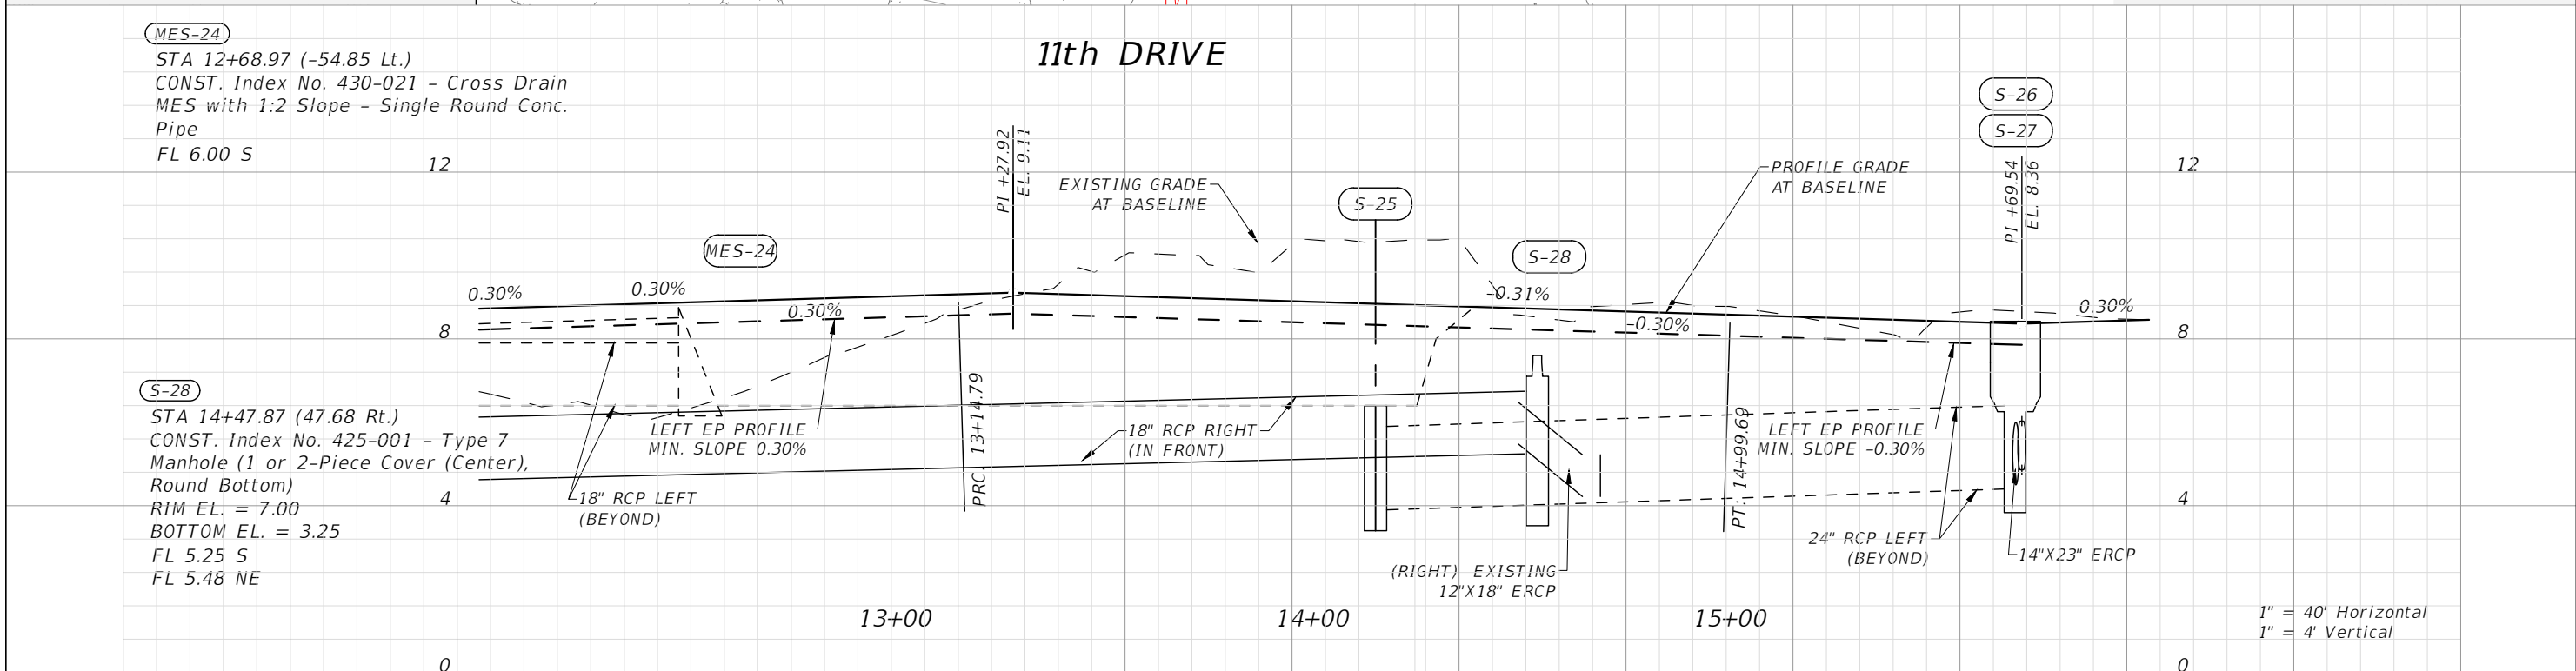 MES-24
STA 12+68.97 (-54.85 Lt.)
CONST. Index No. 430-021 - Cross Drain
MES with 1:2 Slope - Single Round Conc.
Pipe
FL 6.00 S
11th DRIVE
S-26
S-27
12
PI +27.92
EL. 9.11
EXISTING GRADE
AT BASELINE
S-25
PROFILE GRADE
AT BASELINE
PI +69.54
EL. 8.36
12
MES-24
S-28
0.30%
0.30%
0.30%
-0.31%
-0.30%
0.30%
8
8
S-28
STA 14+47.87 (47.68 Rt.)
CONST. Index No. 425-001 - Type 7
Manhole (1 or 2-Piece Cover (Center),
Round Bottom)
RIM EL. = 7.00
BOTTOM EL. = 3.25
FL 5.25 S
FL 5.48 NE
4
LEFT EP PROFILE
MIN. SLOPE 0.30%
18" RCP LEFT
(BEYOND)
PRC: 13+14.79
18" RCP RIGHT
(IN FRONT)
(RIGHT) EXISTING
12"X18" ERCP
PT: 14+99.69
LEFT EP PROFILE
MIN. SLOPE -0.30%
24" RCP LEFT
(BEYOND)
14"X23" ERCP
4
13+00
14+00
15+00
1" = 40' Horizontal
1" = 4' Vertical
0
0